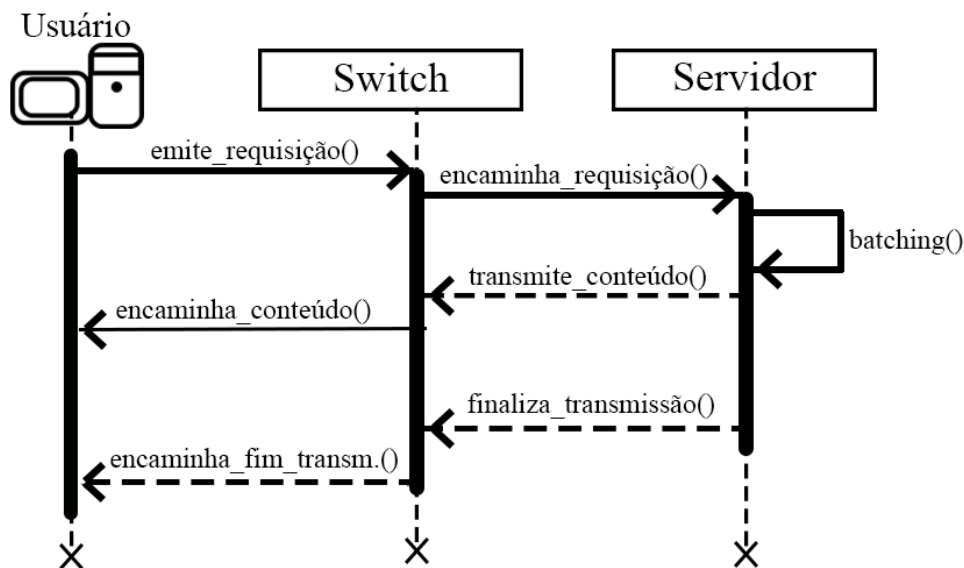 Usuário
Switch
Servidor
emite_requisição()
encaminha_requisição()
batching()
transmite_conteúdo()
encaminha_conteúdo()
finaliza_transmissão()
encaminha_fim_transm.()